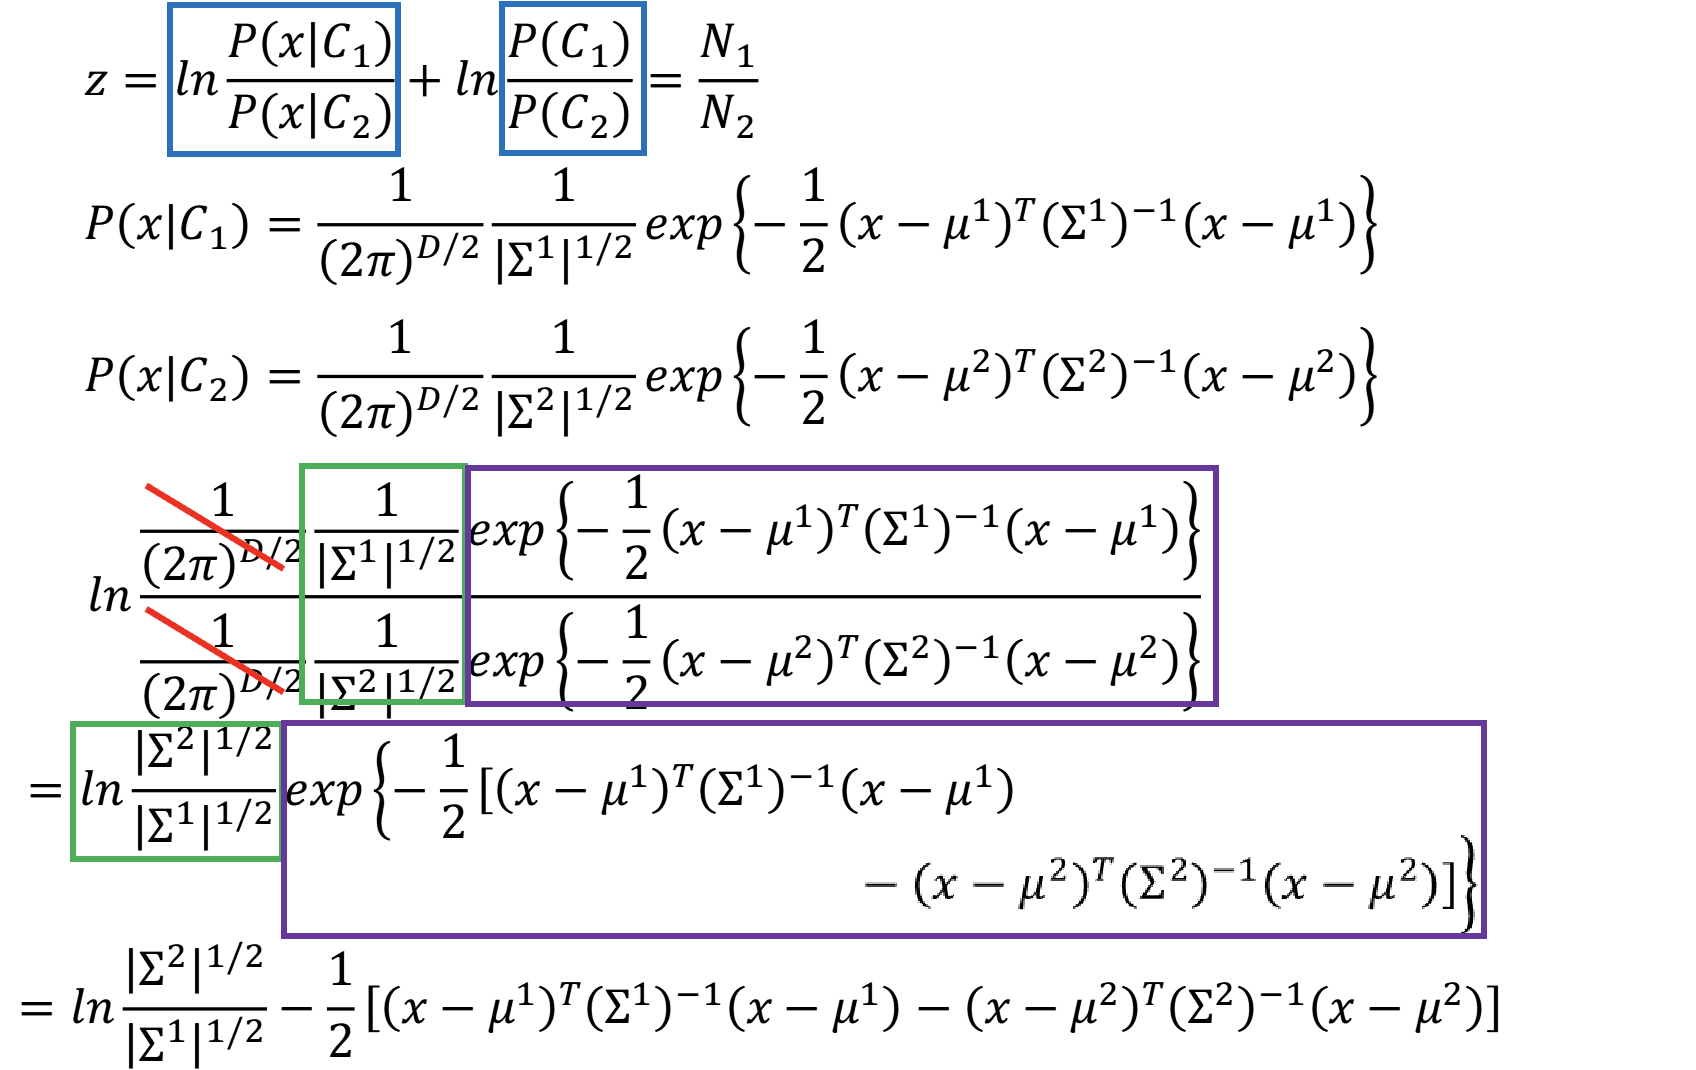 z = ln P(x|C₁)/P(x|C₂) + ln P(C₁)/P(C₂) = N₁/N₂
P(x|C₁) = 1/(2π)^{D/2} 1/|Σ¹|^{1/2} exp{−1/2 (x − μ¹)ᵀ(Σ¹)⁻¹(x − μ¹)}
P(x|C₂) = 1/(2π)^{D/2} 1/|Σ²|^{1/2} exp{−1/2 (x − μ²)ᵀ(Σ²)⁻¹(x − μ²)}
ln (1/(2π)^{D/2} 1/|Σ¹|^{1/2} exp{−1/2 (x − μ¹)ᵀ(Σ¹)⁻¹(x − μ¹)})/(1/(2π)^{D/2} 1/|Σ²|^{1/2} exp{−1/2 (x − μ²)ᵀ(Σ²)⁻¹(x − μ²)})
= ln |Σ²|^{1/2}/|Σ¹|^{1/2} exp{−1/2 [(x − μ¹)ᵀ(Σ¹)⁻¹(x − μ¹)
− (x − μ²)ᵀ(Σ²)⁻¹(x − μ²)]}
= ln |Σ²|^{1/2}/|Σ¹|^{1/2} − 1/2 [(x − μ¹)ᵀ(Σ¹)⁻¹(x − μ¹) − (x − μ²)ᵀ(Σ²)⁻¹(x − μ²)]